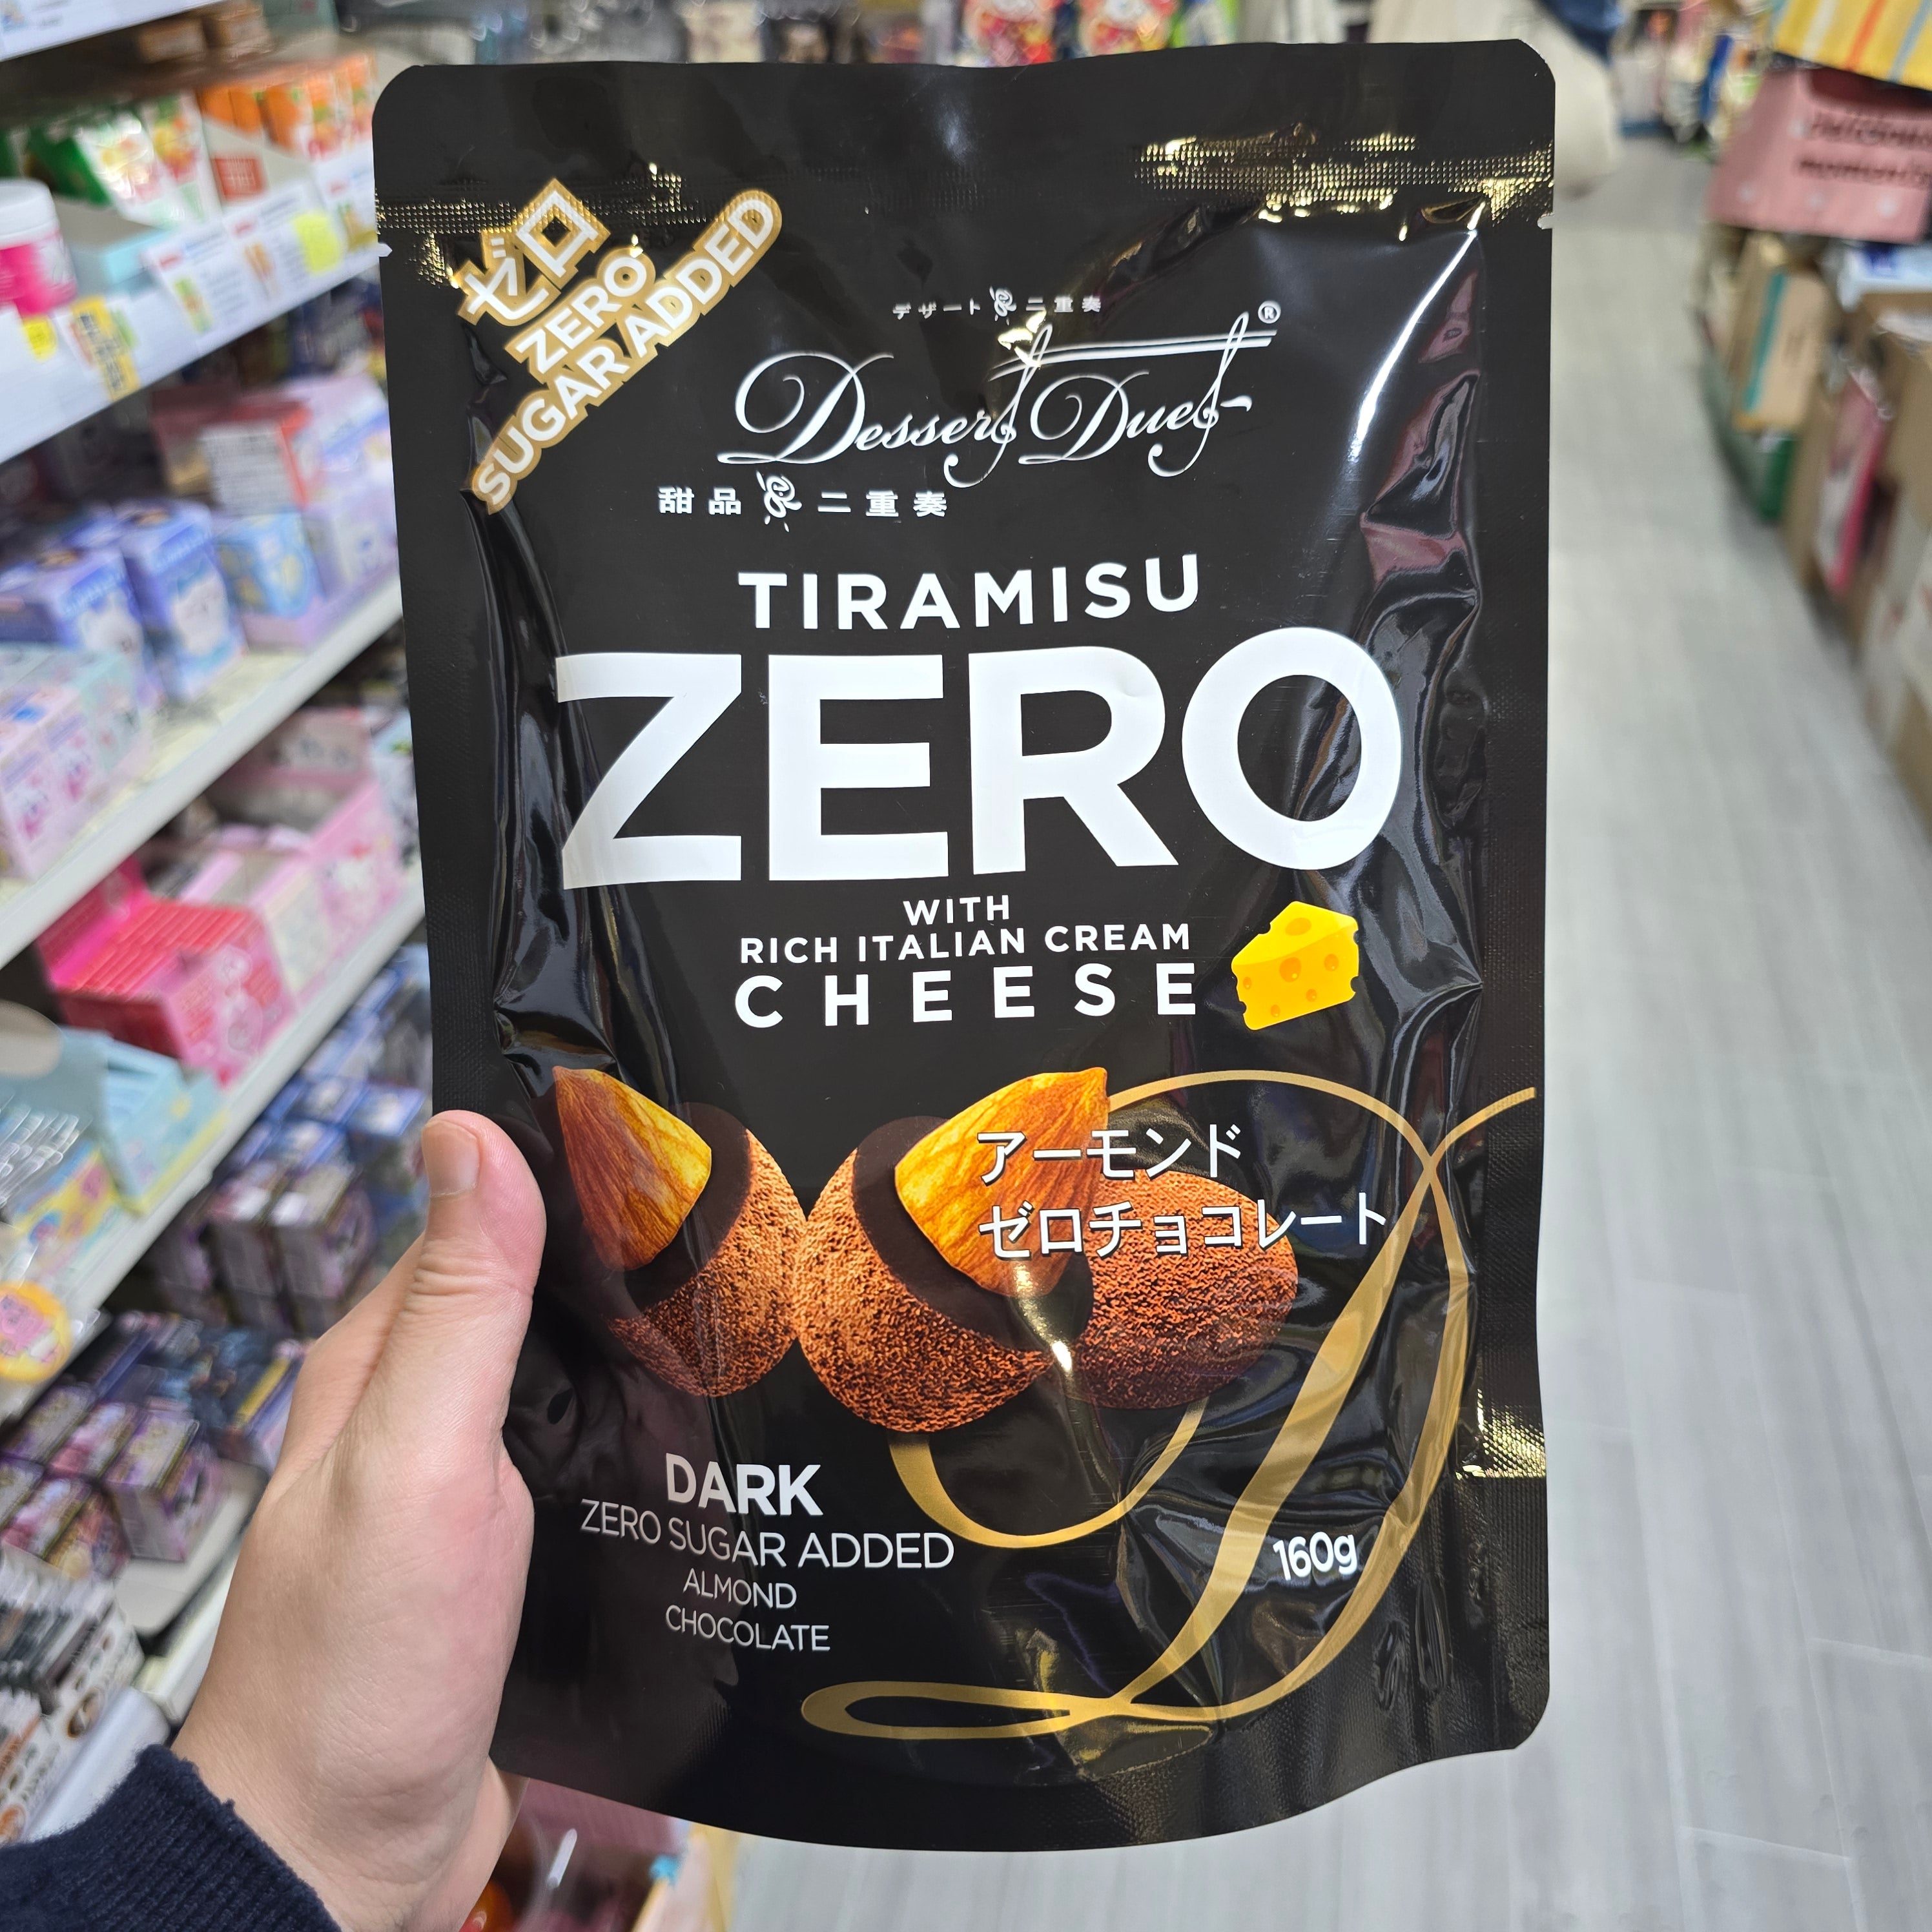 ゼロ
ZERO
SUGAR ADDED
デザート 二重奏
Dessert Duet®
甜品 二重奏
TIRAMISU
ZERO
WITH
RICH ITALIAN CREAM
CHEESE
アーモンド
ゼロチョコレート
DARK
ZERO SUGAR ADDED
ALMOND
CHOCOLATE
160g